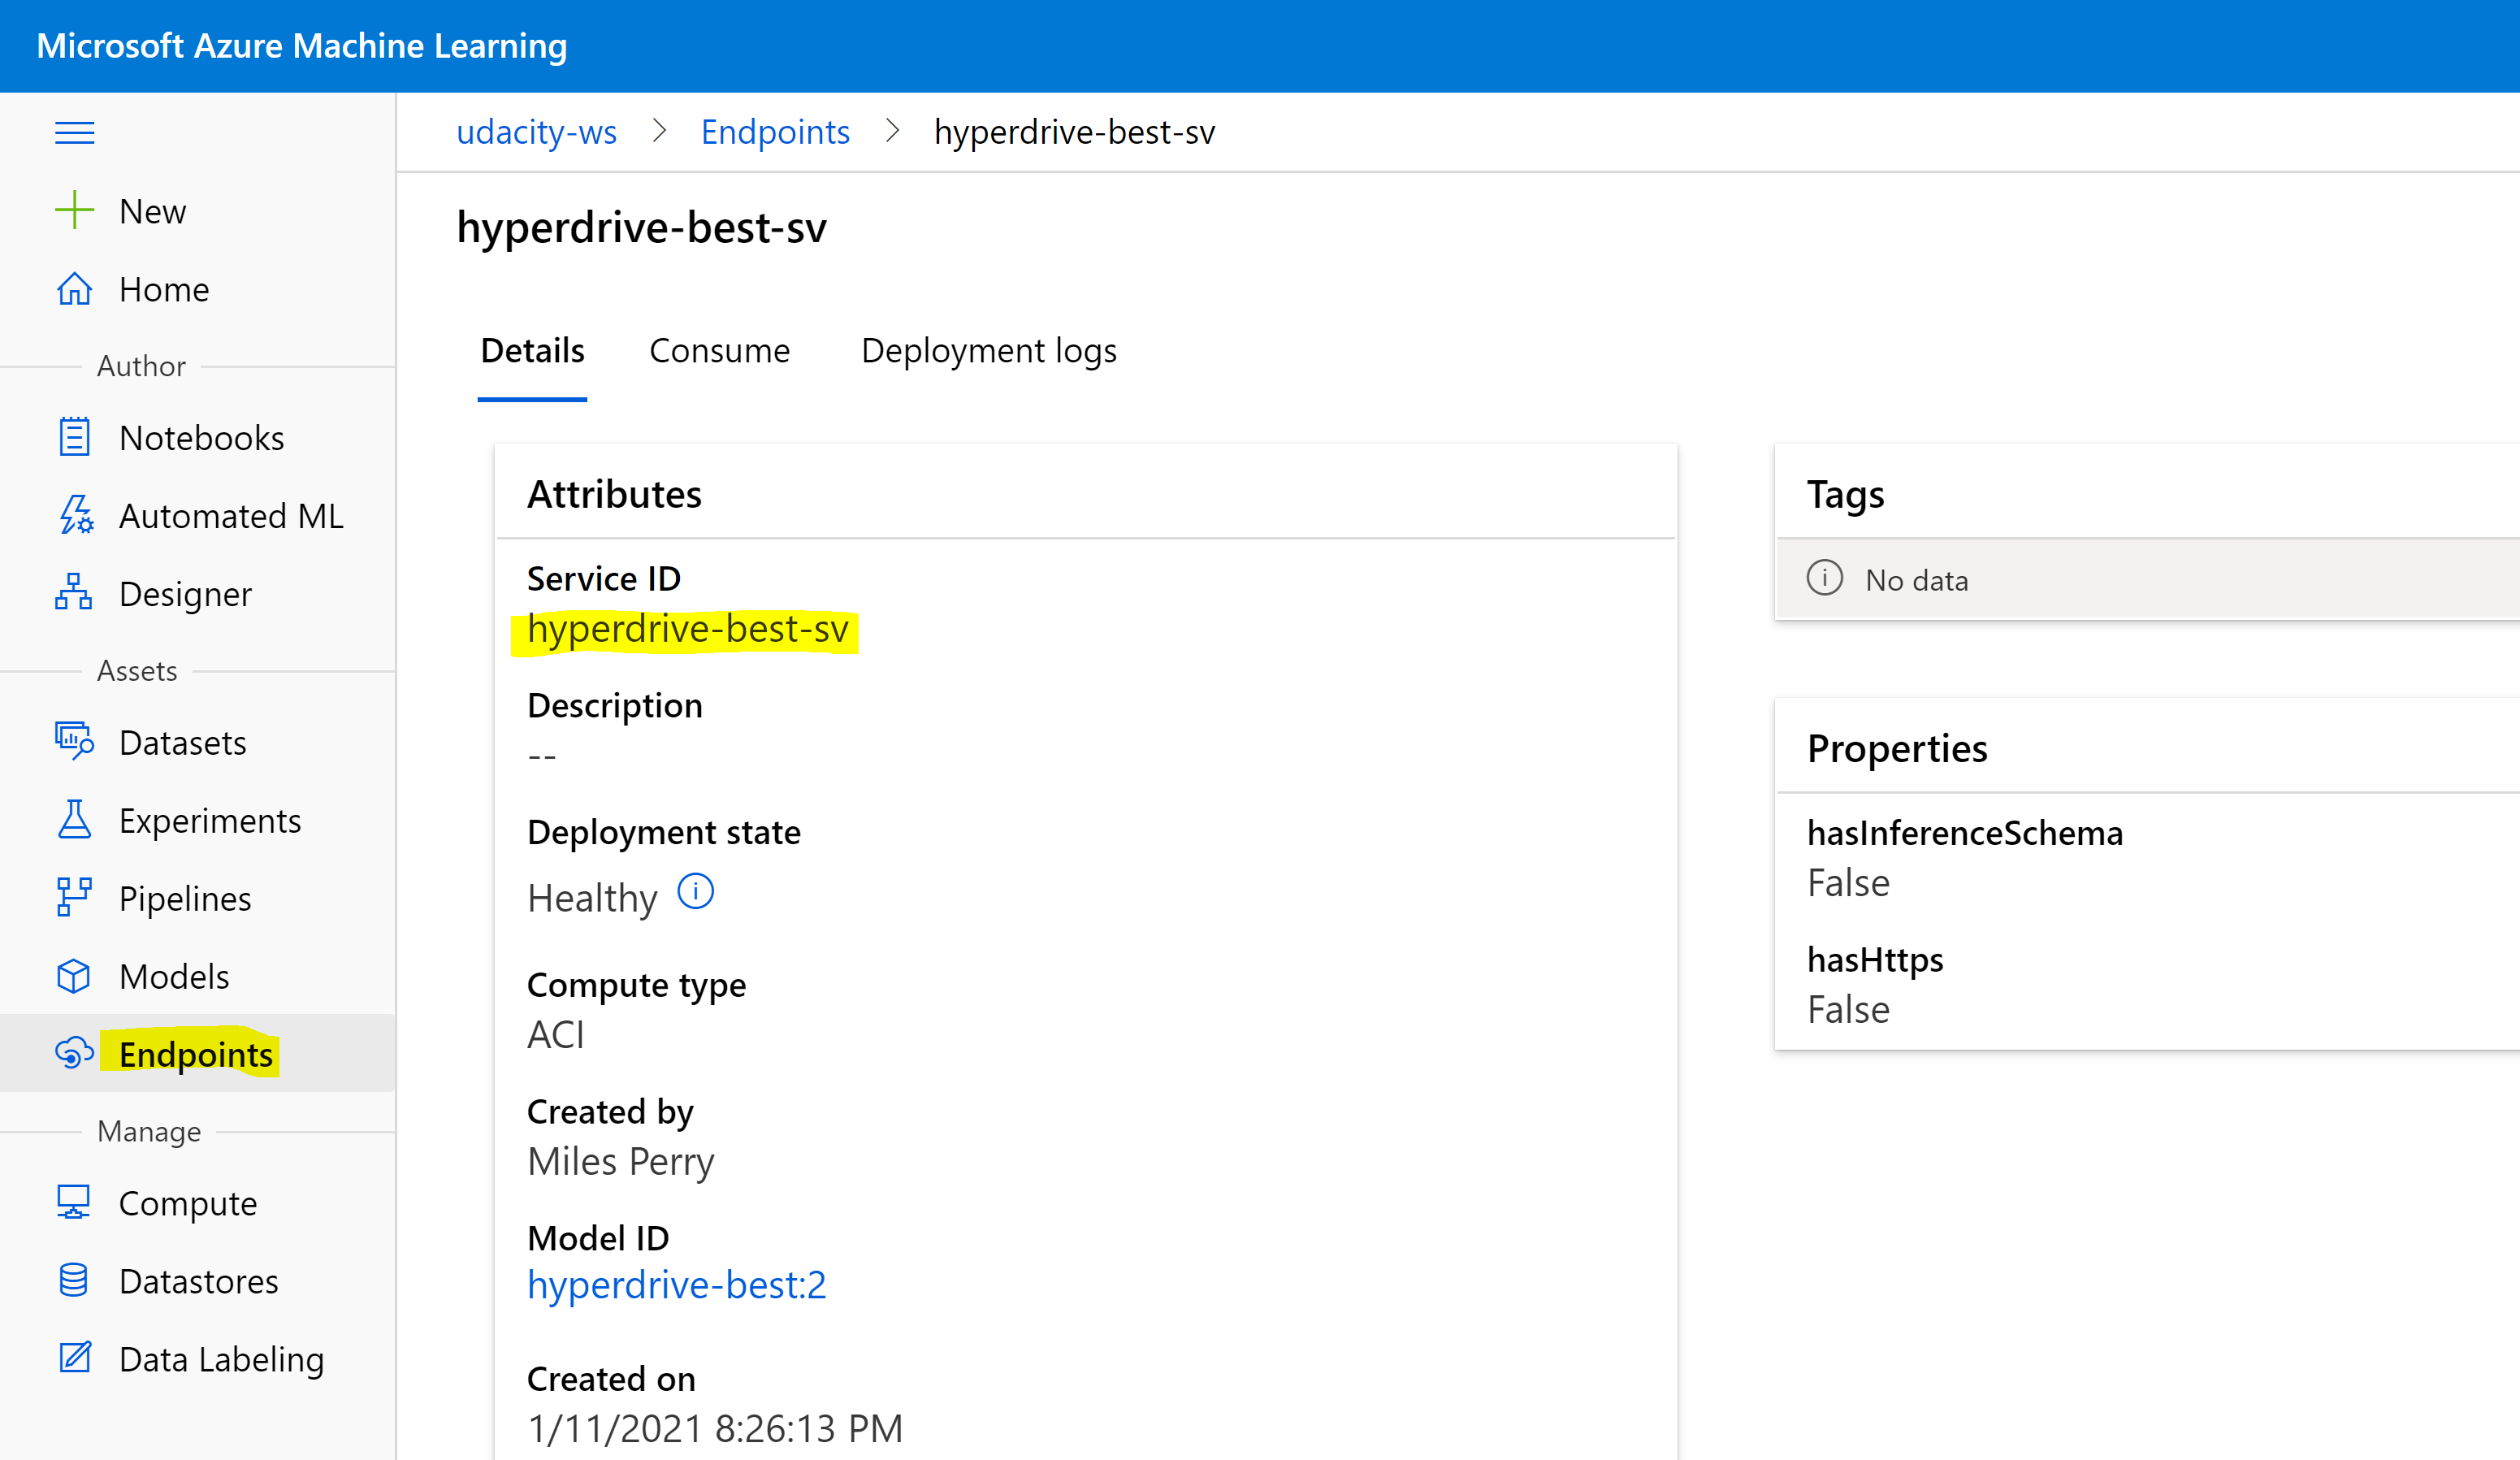 Microsoft Azure Machine Learning
New
Home
Author
Notebooks
Automated ML
Designer
Assets
Datasets
Experiments
Pipelines
Models
Endpoints
Manage
Compute
Datastores
Data Labeling
udacity-ws > Endpoints > hyperdrive-best-sv
hyperdrive-best-sv
Details Consume Deployment logs
Attributes
Service ID
hyperdrive-best-sv
Description
--
Deployment state
Healthy
Compute type
ACI
Created by
Miles Perry
Model ID
hyperdrive-best:2
Created on
1/11/2021 8:26:13 PM
Tags
No data
Properties
hasInferenceSchema
False
hasHttps
False